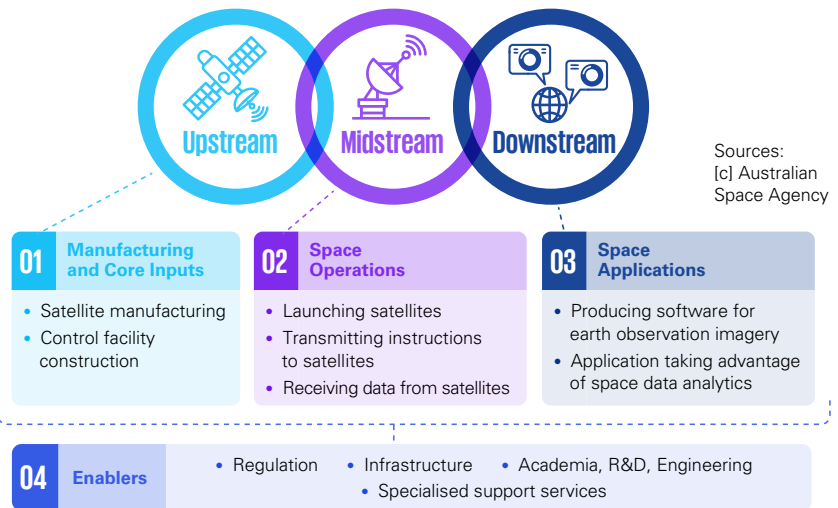 Upstream
Midstream
Downstream
Sources:
[c] Australian
Space Agency
01
Manufacturing
and Core Inputs
• Satellite manufacturing
• Control facility
construction
02
Space
Operations
• Launching satellites
• Transmitting instructions
to satellites
• Receiving data from satellites
03
Space
Applications
• Producing software for
earth observation imagery
• Application taking advantage
of space data analytics
04
Enablers
• Regulation • Infrastructure • Academia, R&D, Engineering
• Specialised support services